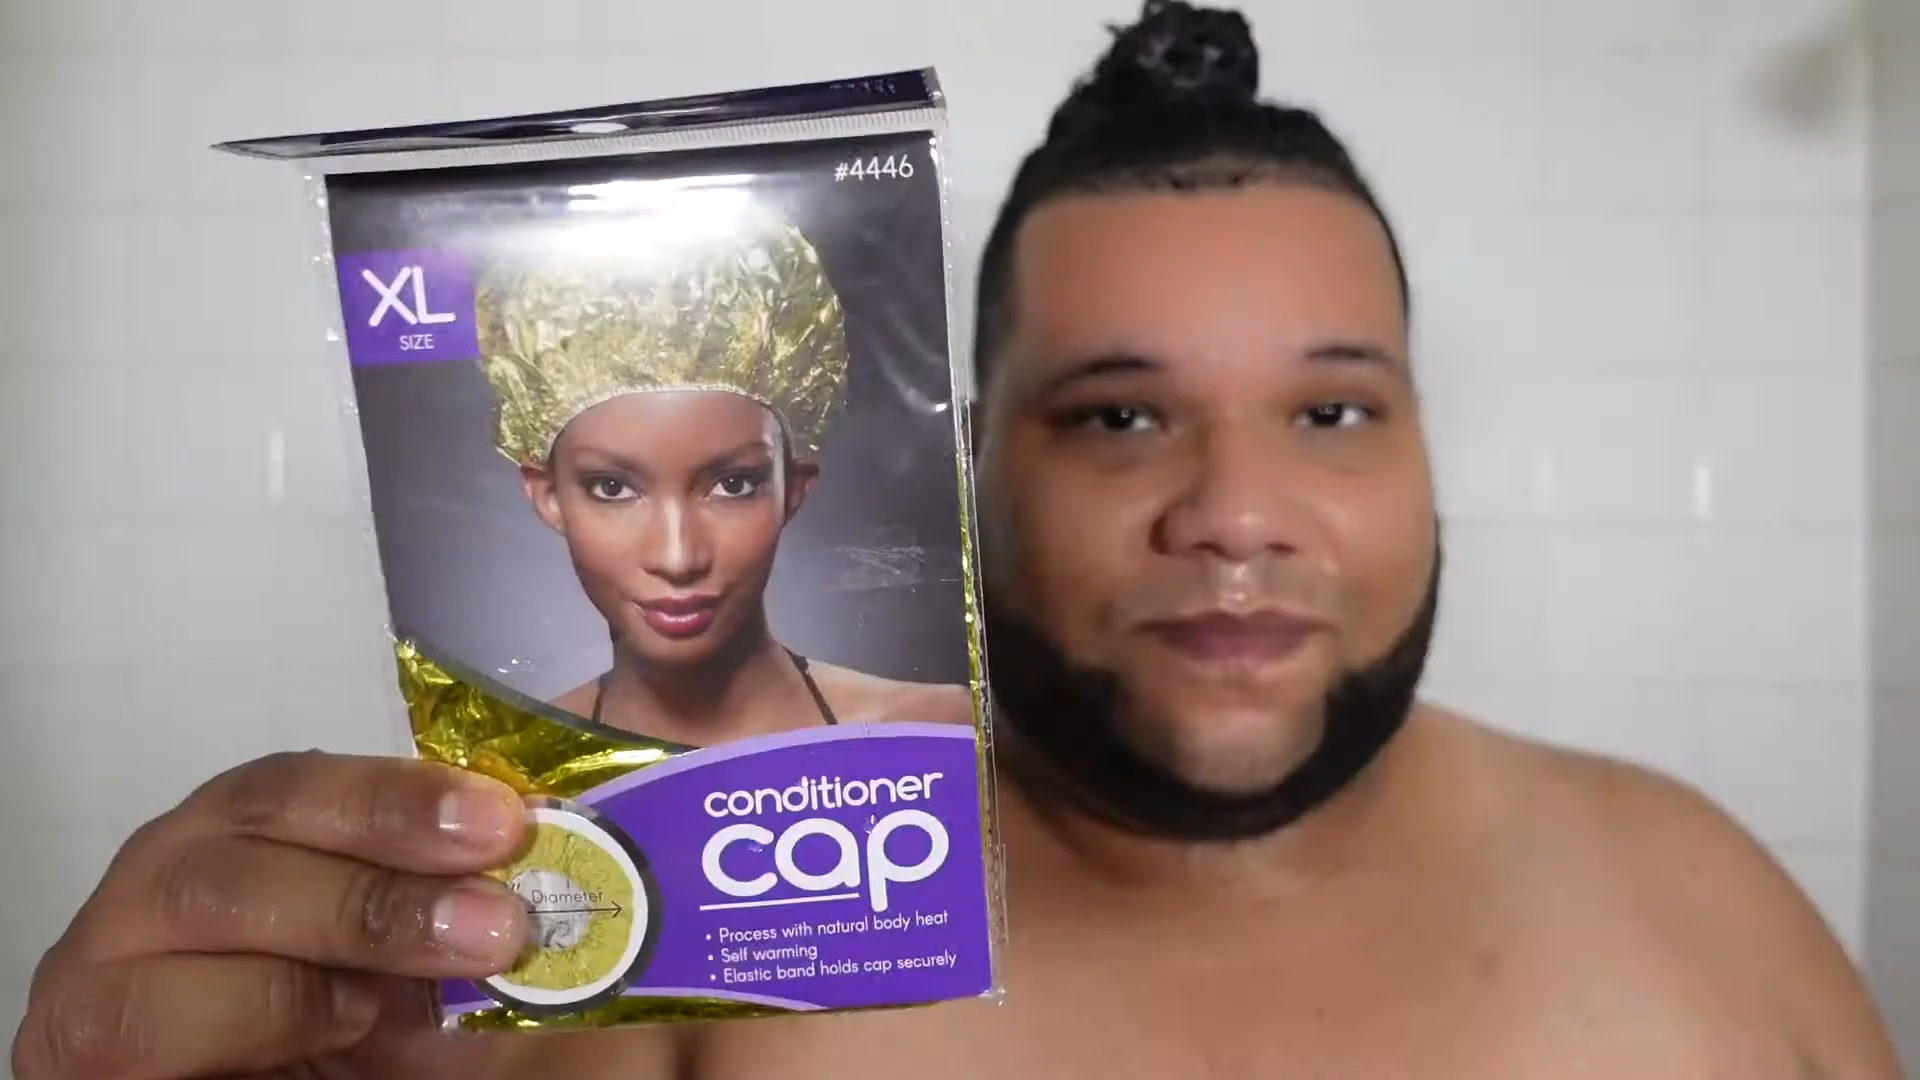 #4446
XL
SIZE
conditioner
cap
Diameter
• Process with natural body heat
• Self warming
• Elastic band holds cap securely